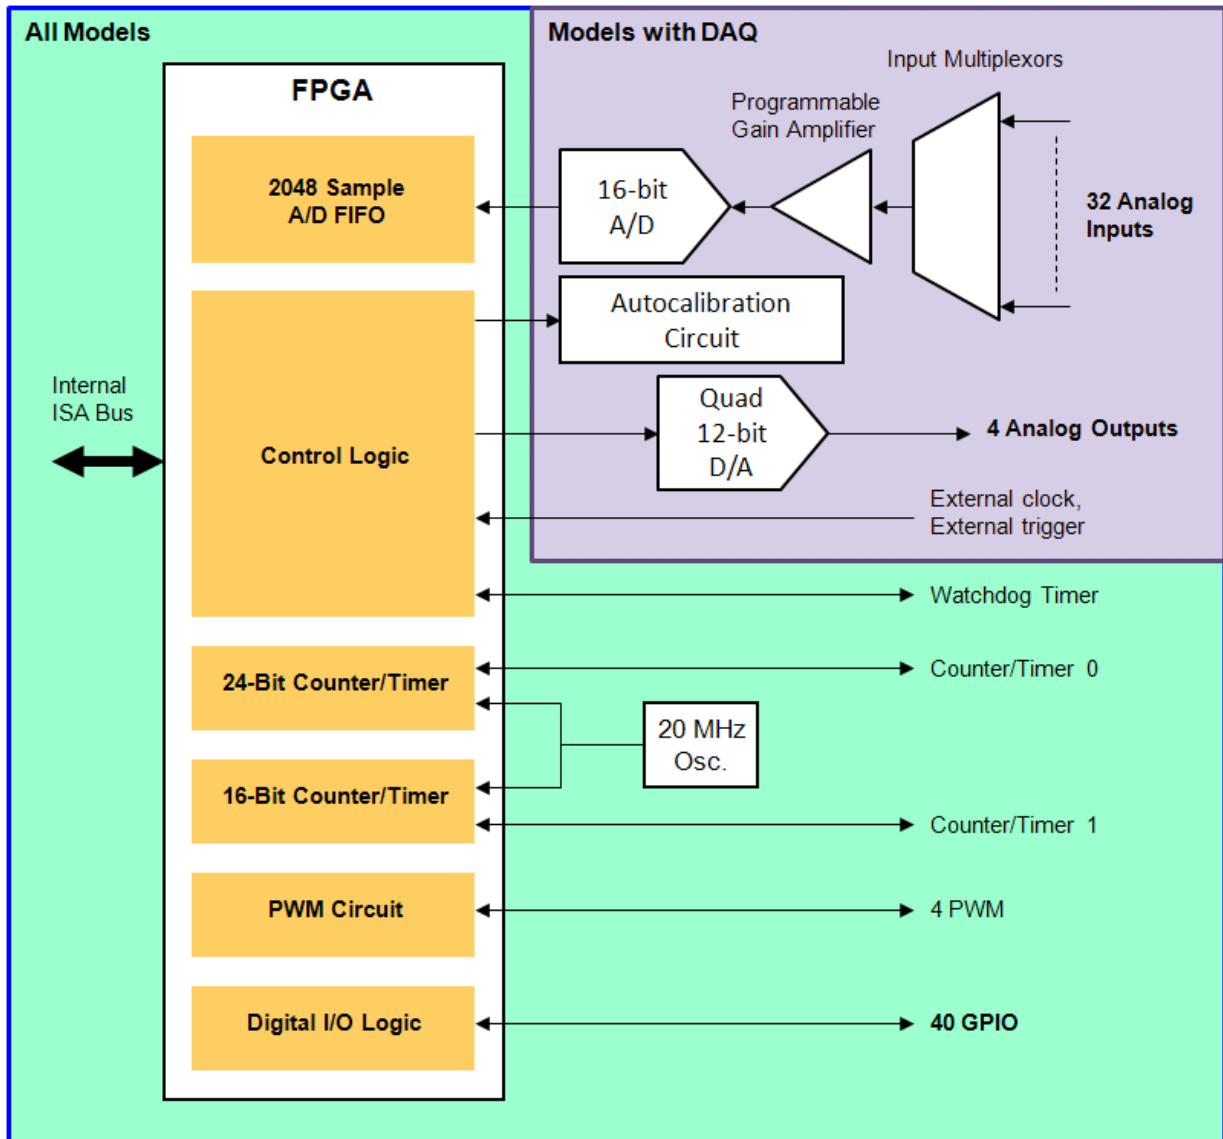 All Models
Models with DAQ
FPGA
Input Multiplexors
Programmable
Gain Amplifier
2048 Sample
A/D FIFO
16-bit
A/D
32 Analog
Inputs
Autocalibration
Circuit
Internal
ISA Bus
Control Logic
Quad
12-bit
D/A
4 Analog Outputs
External clock,
External trigger
Watchdog Timer
24-Bit Counter/Timer
Counter/Timer 0
20 MHz
Osc.
16-Bit Counter/Timer
Counter/Timer 1
PWM Circuit
4 PWM
Digital I/O Logic
40 GPIO